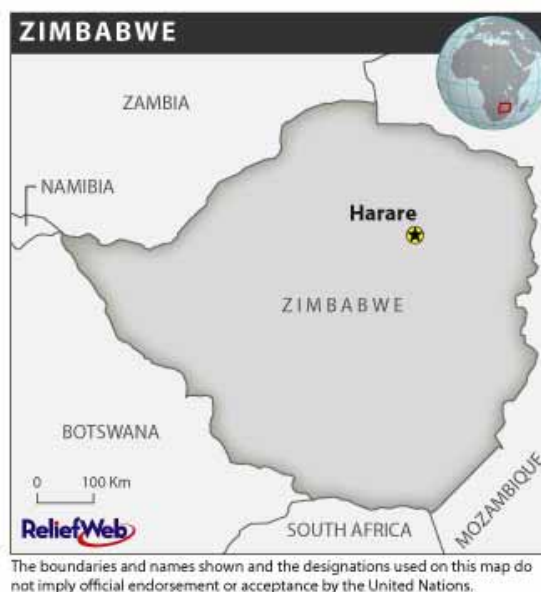 ZIMBABWE
ZAMBIA
NAMIBIA
Harare
ZIMBABWE
BOTSWANA
0 100 Km
MOZAMBIQUE
ReliefWeb
SOUTH AFRICA
The boundaries and names shown and the designations used on this map do
not imply official endorsement or acceptance by the United Nations.